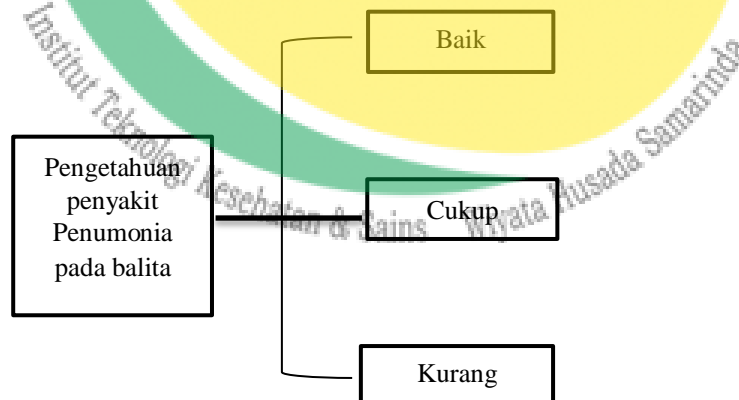 Baik
Pengetahuan
penyakit
Penumonia
pada balita
Cukup
Kurang
Institut Teknologi Kesehatan & Sains Wiyata Husada Samarinda